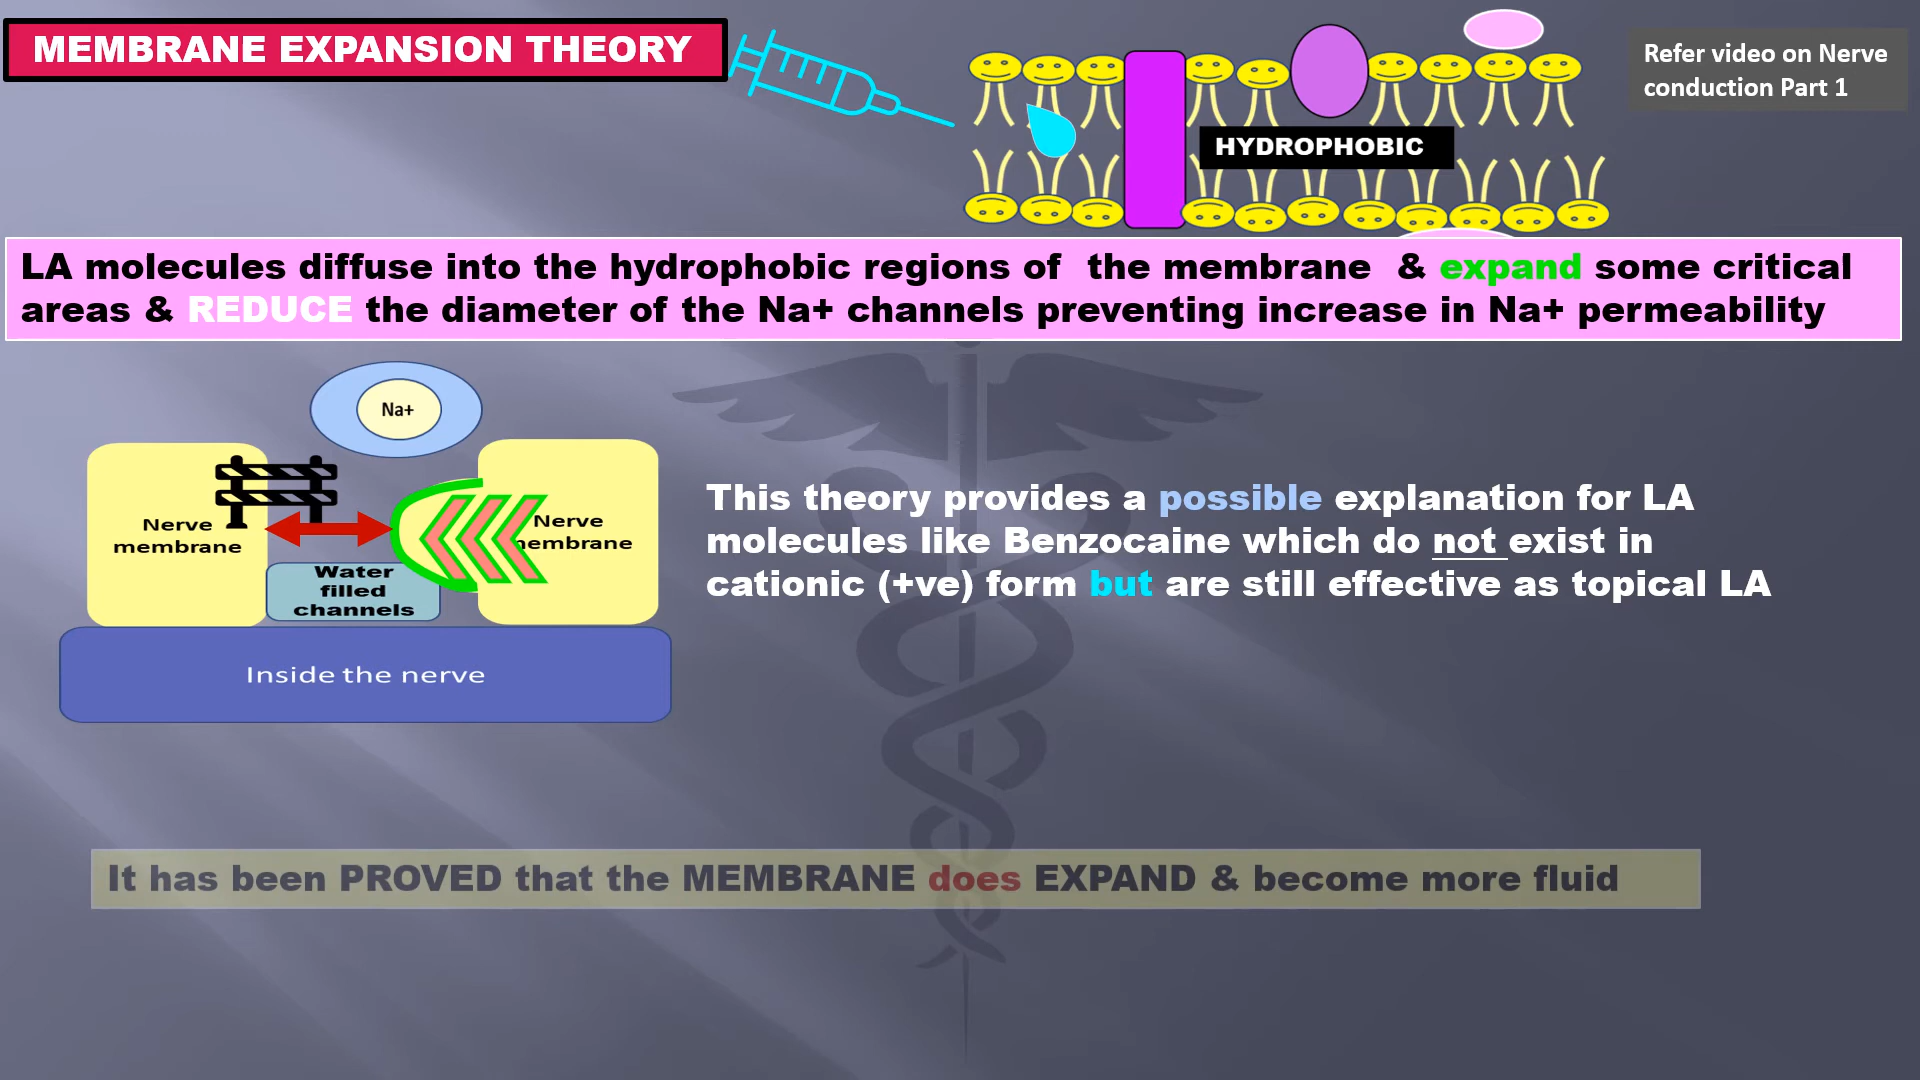 MEMBRANE EXPANSION THEORY
Refer video on Nerve
conduction Part 1
HYDROPHOBIC
LA molecules diffuse into the hydrophobic regions of the membrane & expand some critical
areas & REDUCE the diameter of the Na+ channels preventing increase in Na+ permeability
Na+
Nerve
membrane
Nerve
membrane
Water
filled
channels
Inside the nerve
This theory provides a possible explanation for LA
molecules like Benzocaine which do not exist in
cationic (+ve) form but are still effective as topical LA
It has been PROVED that the MEMBRANE does EXPAND & become more fluid